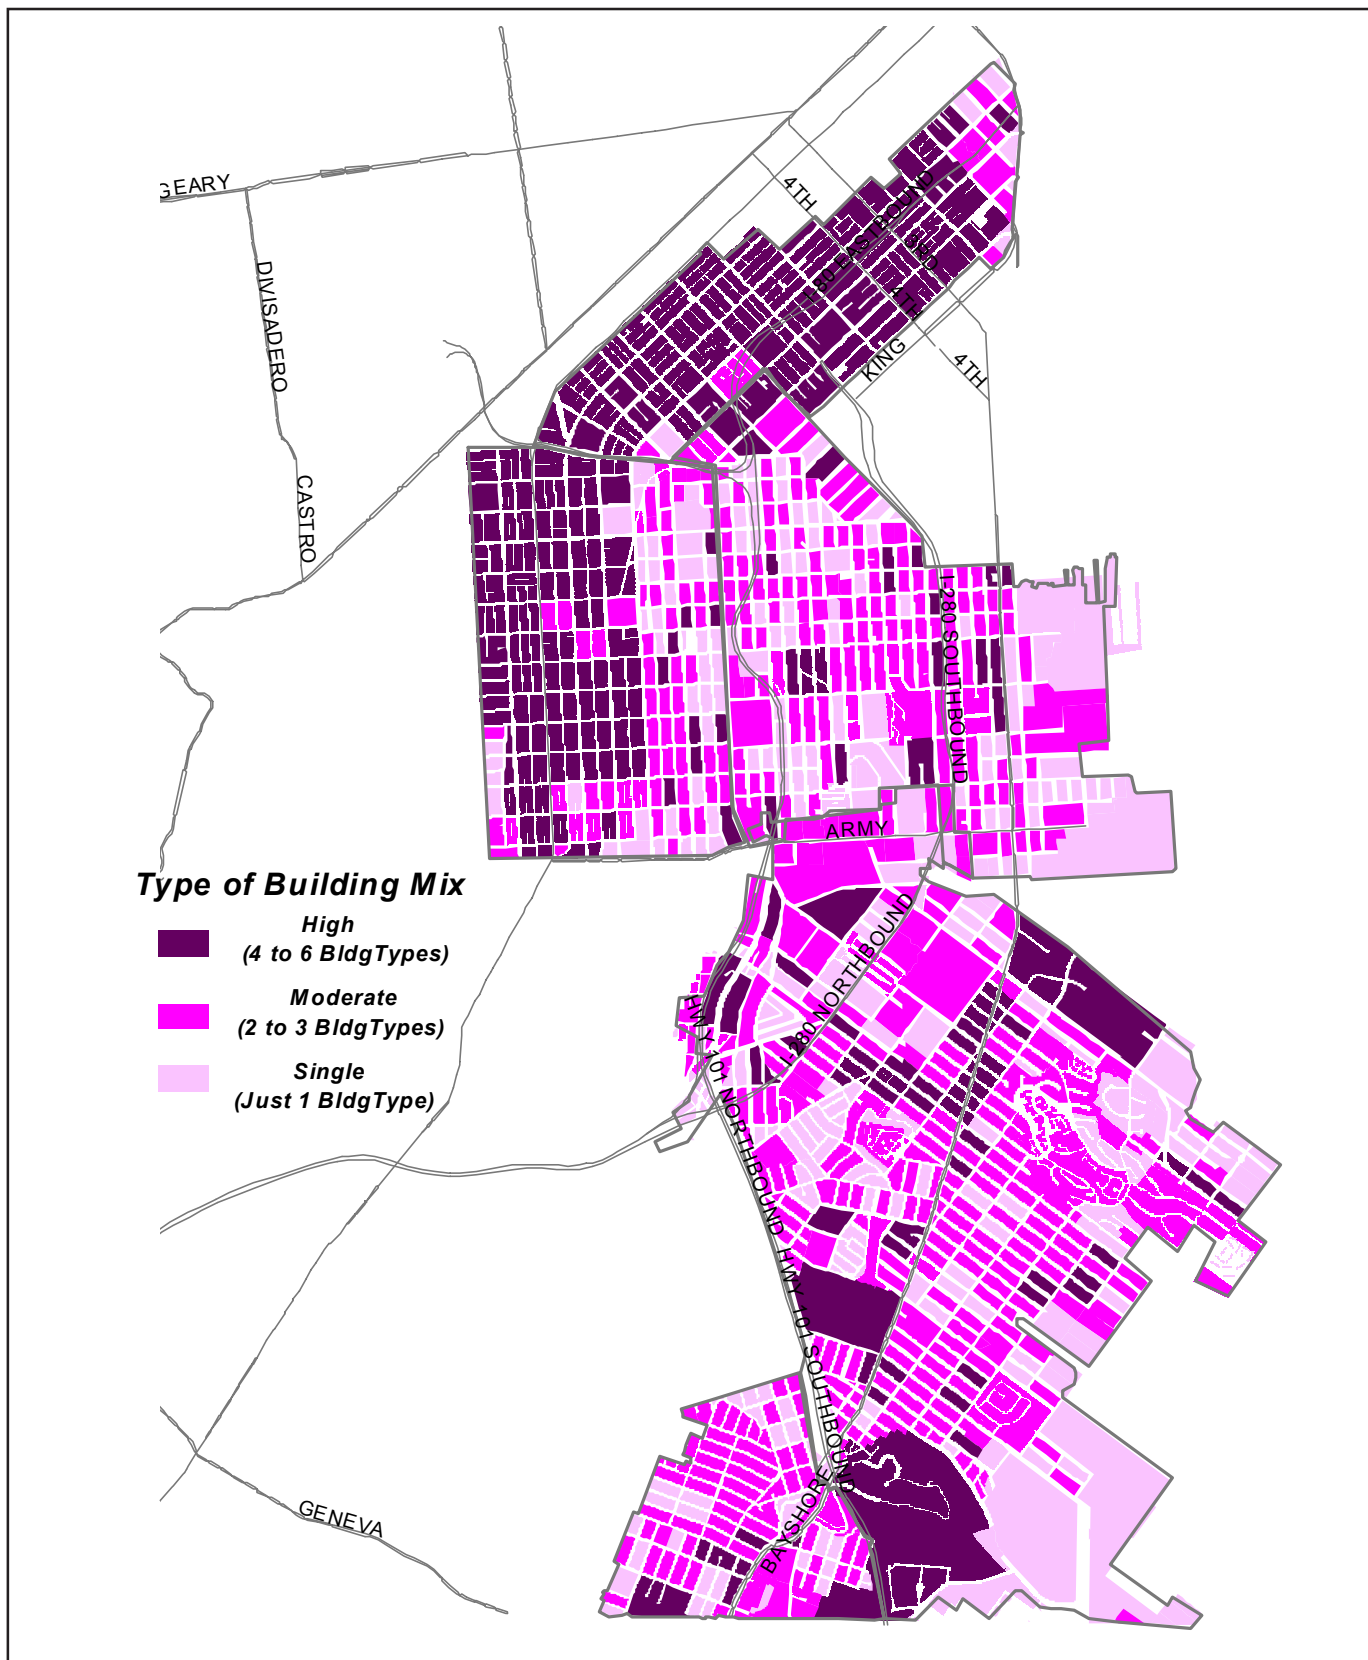 GEARY
4TH
I-80 EASTBOUND
3RD
DIVISADERO
4TH
KING
4TH
CASTRO
I-280 SOUTHBOUND
ARMY
Type of Building Mix
High
(4 to 6 BldgTypes)
Moderate
(2 to 3 BldgTypes)
Single
(Just 1 BldgType)
I-280 NORTHBOUND
HWY 101 NORTHBOUND
HWY 101 SOUTHBOUND
BAYSHORE
GENEVA